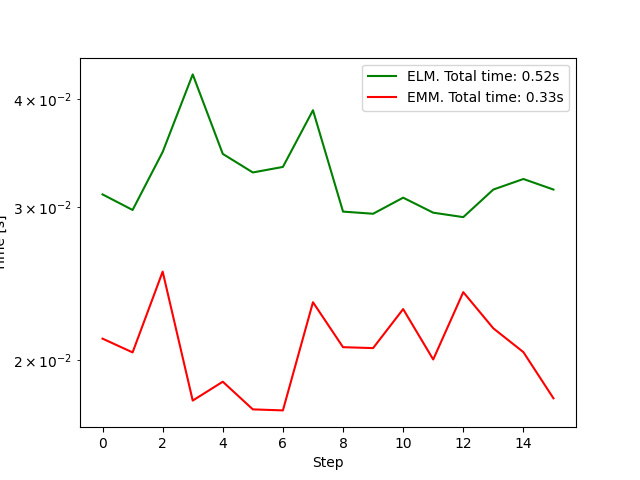 ELM. Total time: 0.52s
EMM. Total time: 0.33s
4 × 10⁻²
3 × 10⁻²
2 × 10⁻²
[s]
0 2 4 6 8 10 12 14
Step